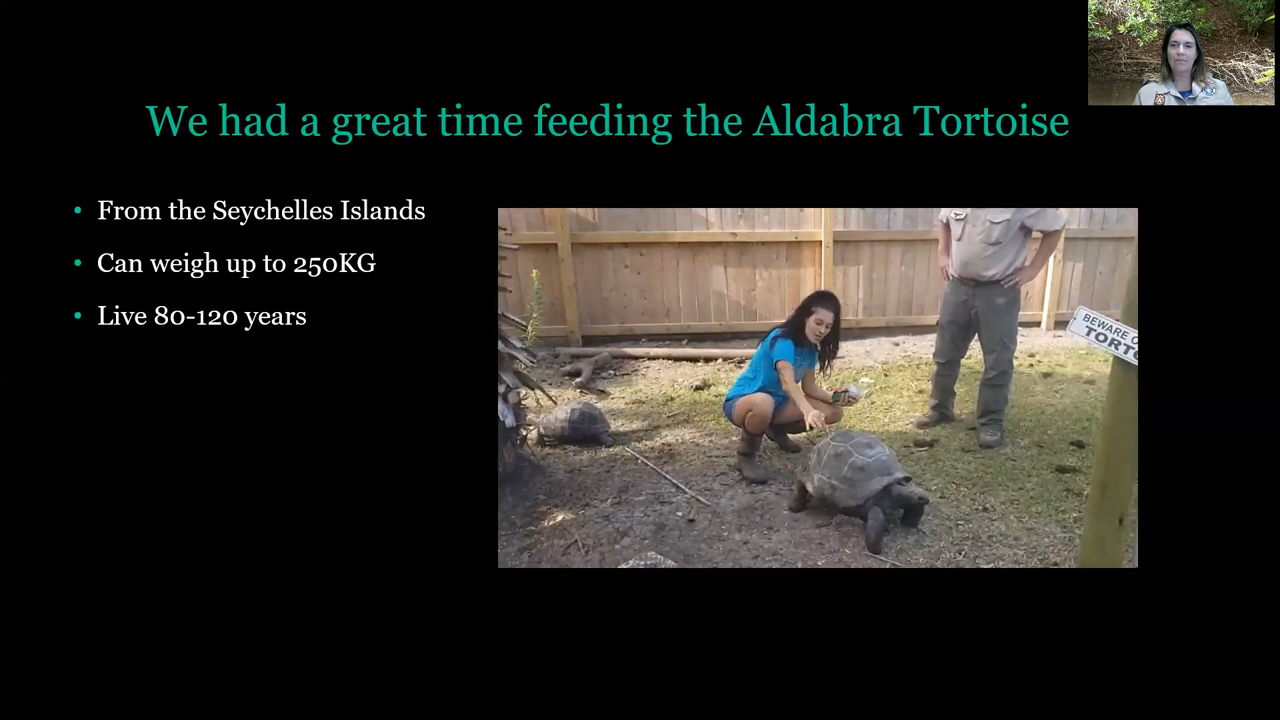 We had a great time feeding the Aldabra Tortoise
• From the Seychelles Islands
• Can weigh up to 250KG
• Live 80-120 years
BEWARE O
TORTO